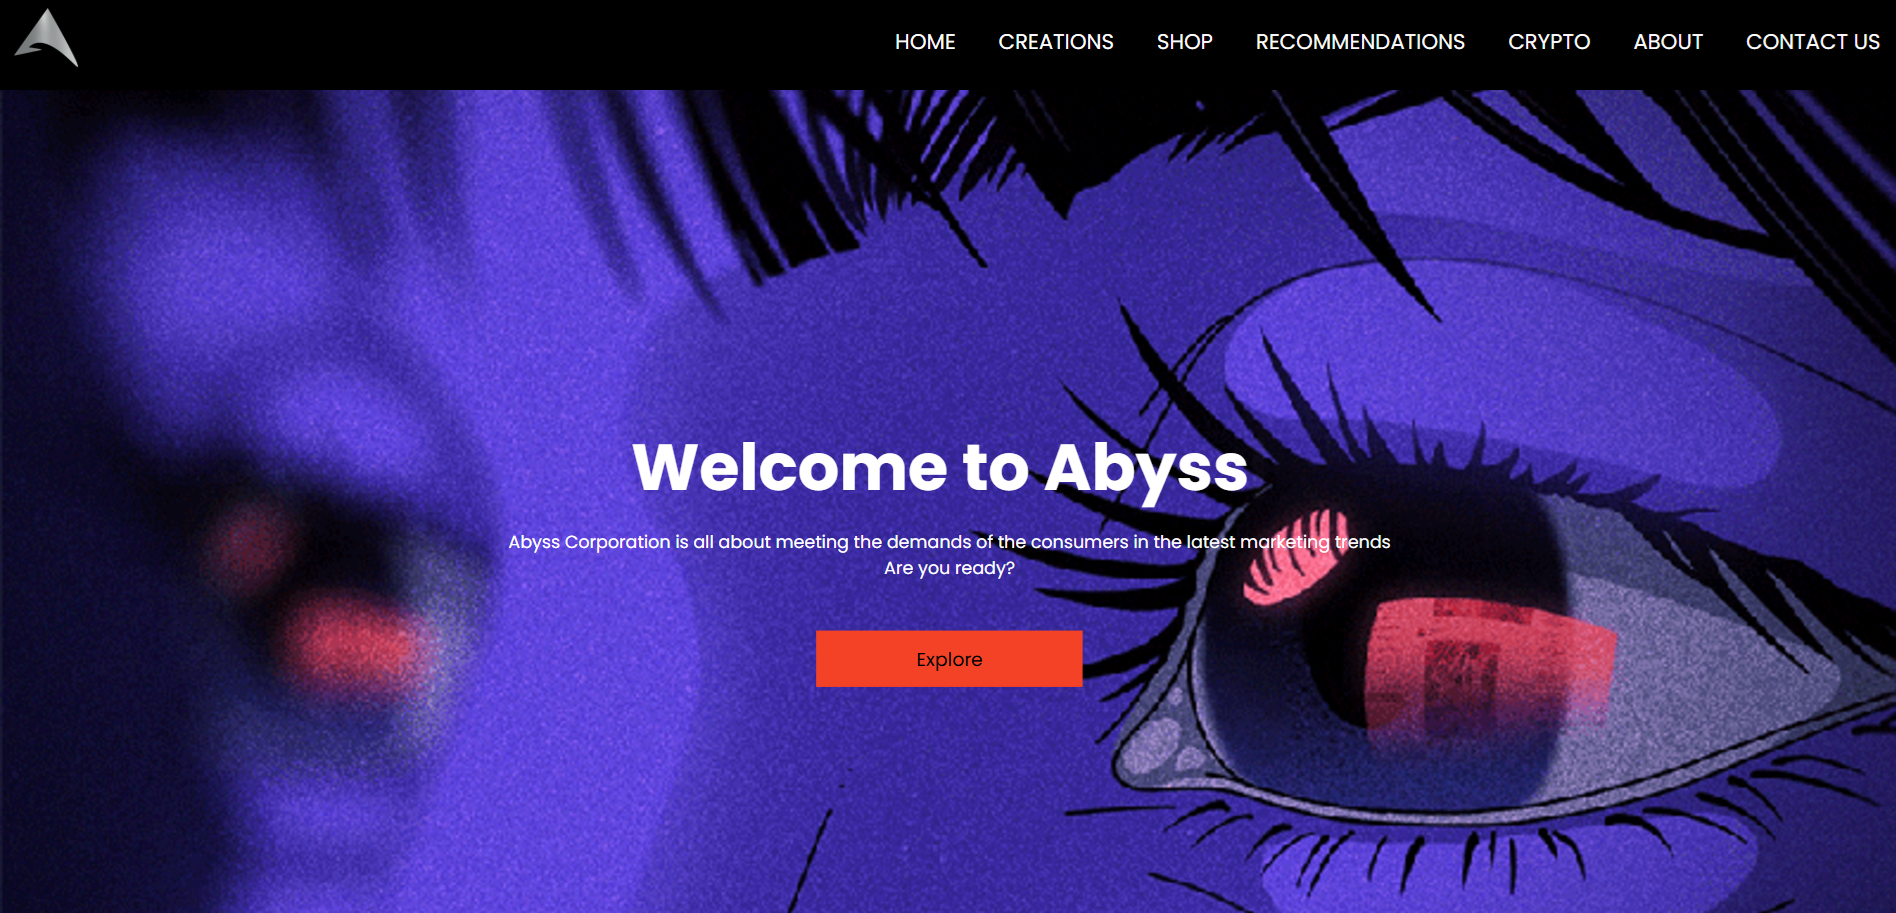 HOME CREATIONS SHOP RECOMMENDATIONS CRYPTO ABOUT CONTACT US
Welcome to Abyss
Abyss Corporation is all about meeting the demands of the consumers in the latest marketing trends
Are you ready?
Explore